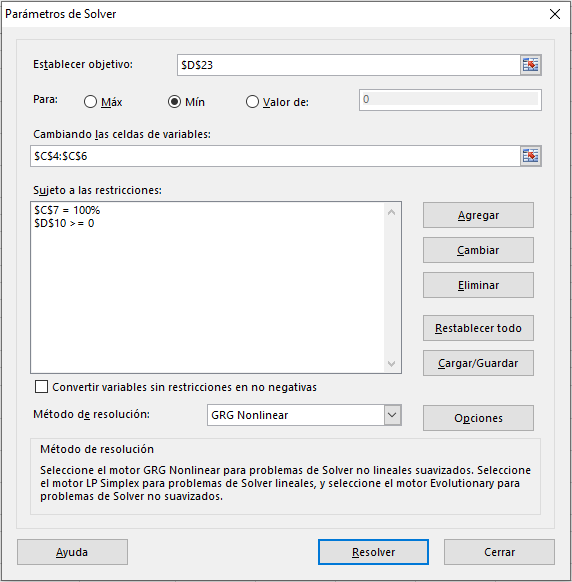 Parámetros de Solver
Establecer objetivo:
$D$23
Para:
Máx
Mín
Valor de:
0
Cambiando las celdas de variables:
$C$4:$C$6
Sujeto a las restricciones:
$C$7 = 100%
$D$10 >= 0
Agregar
Cambiar
Eliminar
Restablecer todo
Cargar/Guardar
Convertir variables sin restricciones en no negativas
Método de resolución:
GRG Nonlinear
Opciones
Método de resolución
Seleccione el motor GRG Nonlinear para problemas de Solver no lineales suavizados. Seleccione
el motor LP Simplex para problemas de Solver lineales, y seleccione el motor Evolutionary para
problemas de Solver no suavizados.
Ayuda
Resolver
Cerrar